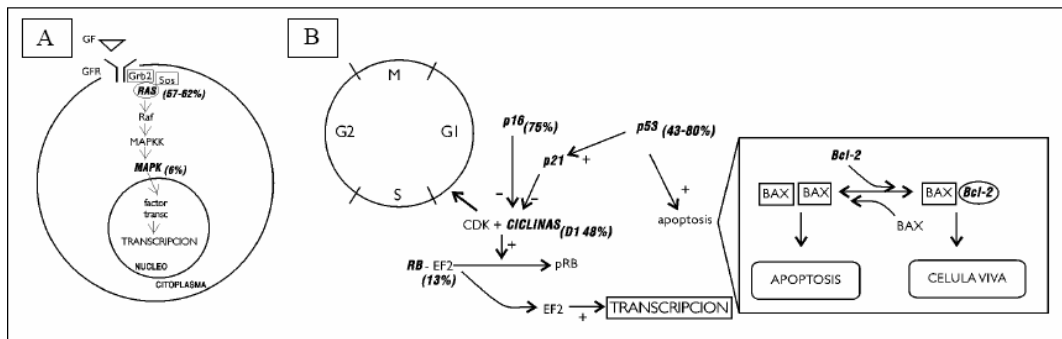 A
GF
GFR
Grb2
Sos
RAS (57-62%)
Raf
MAPKK
MAPK (6%)
factor
transc
TRANSCRIPCION
NUCLEO
CITOPLASMA
B
M
G2
G1
S
p16 (75%)
p53 (43-80%)
p21
+
-
-
+
CDK + CICLINAS (D1 48%)
apoptosis
+
RB - EF2
(13%)
pRB
EF2
+
TRANSCRIPCION
Bcl-2
BAX BAX
BAX Bcl-2
BAX
APOPTOSIS
CELULA VIVA